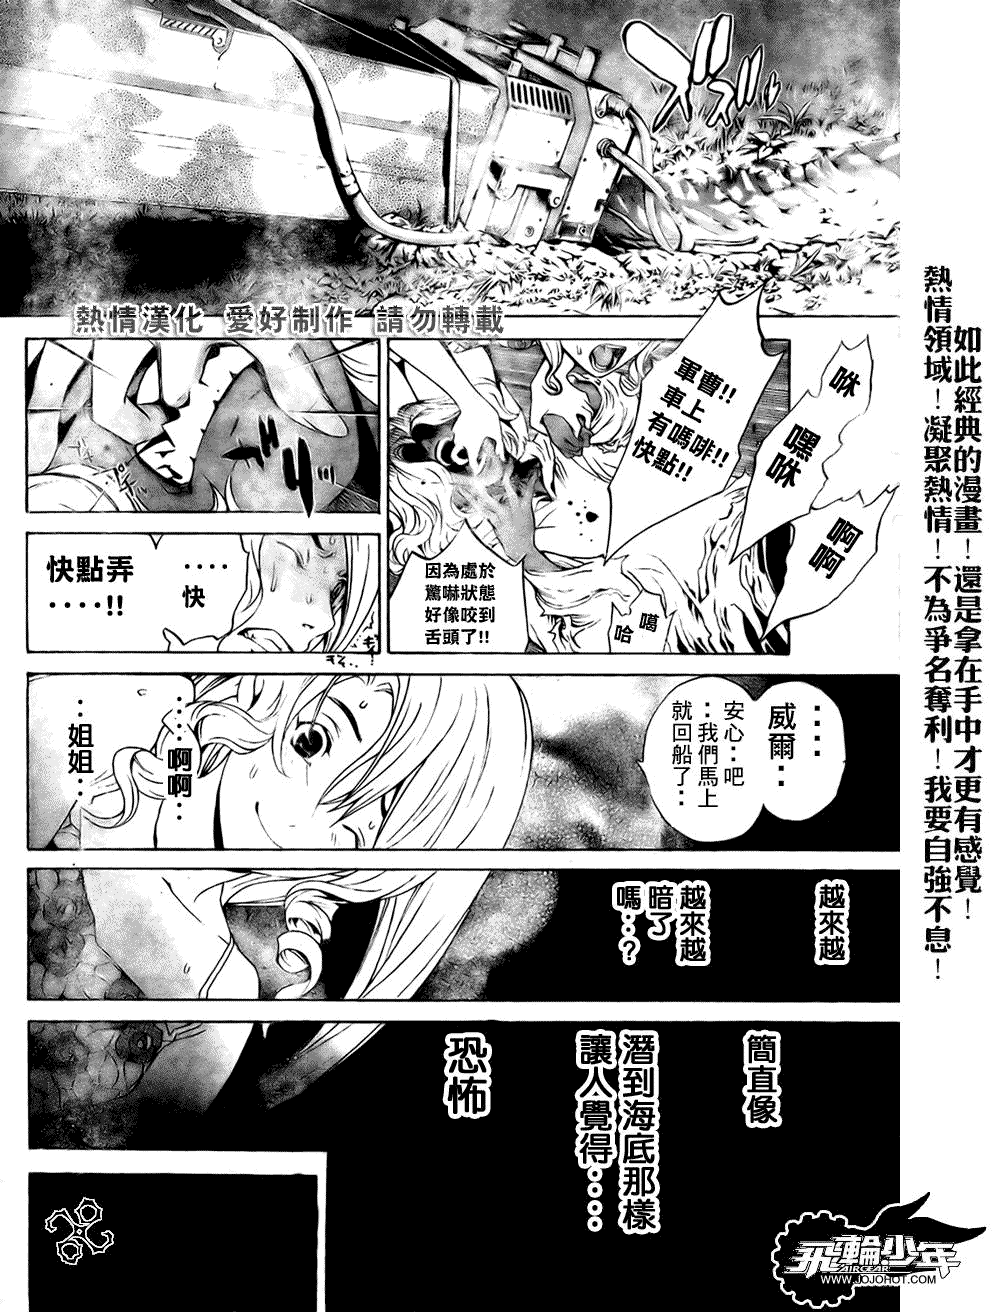 熱情漢化 愛好制作 請勿轉載
如此經典的漫畫！還是拿在手中才更有感覺！
熱情領域！凝聚熱情！不為爭名奪利！我要自強不息！
咻
嘿咻
啊啊
軍曹!!
車上
有嗎啡!!
快點!!
因為處於
驚嚇狀態
好像咬到
舌頭了!!
噶
哈
‥‥
快
快點弄
‥‥!!
‥‥
威爾‥
安心‥吧
‥我們馬上
就回船了‥
‥啊啊‥
‥姐姐‥
越來越
越來越
暗了
嗎‥?
簡直像
潛到海底那樣
讓人覺得‥‥
恐怖
飛輪少年
AIRGEAR
WWW.JOJOHOT.COM